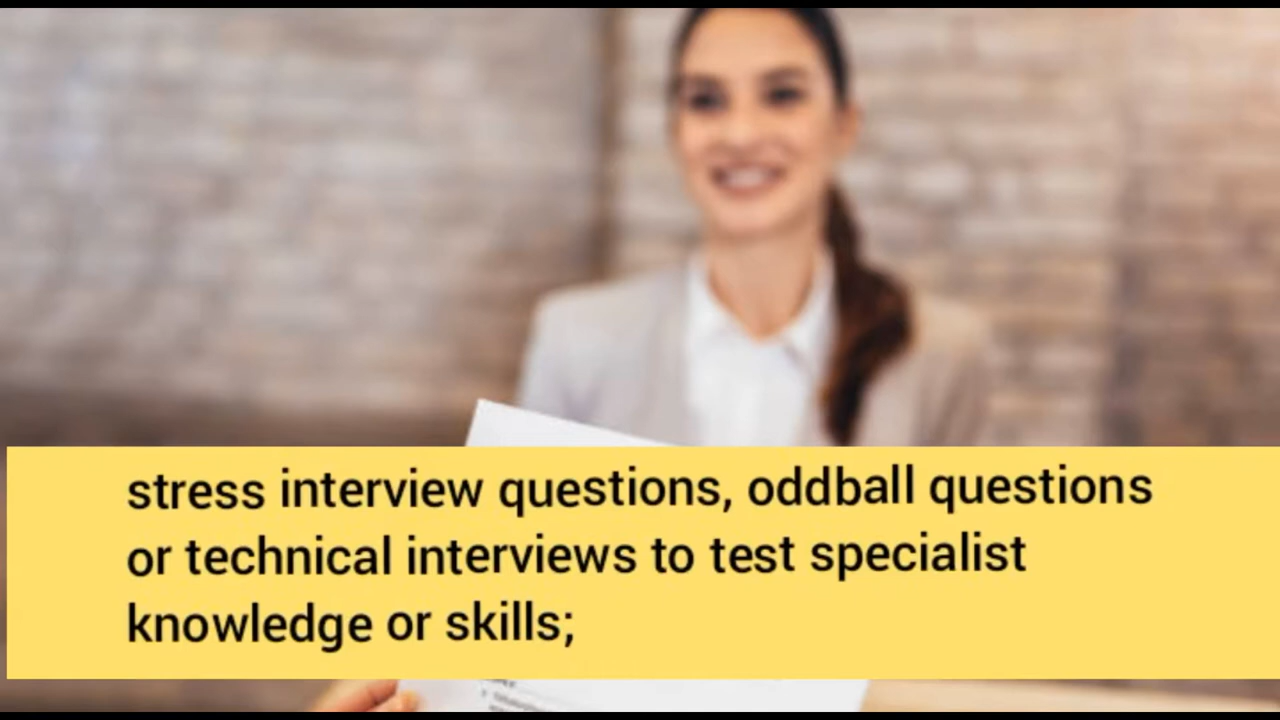 stress interview questions, oddball questions
or technical interviews to test specialist
knowledge or skills;